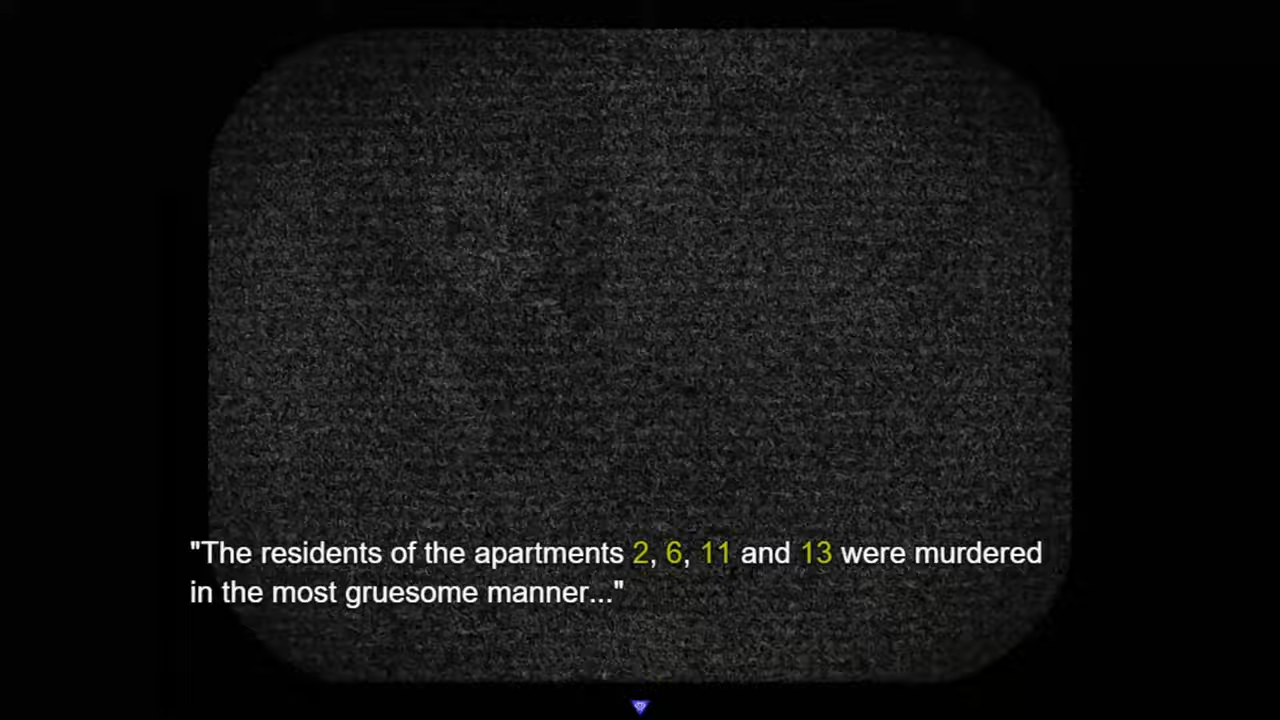 "The residents of the apartments 2, 6, 11 and 13 were murdered
in the most gruesome manner..."